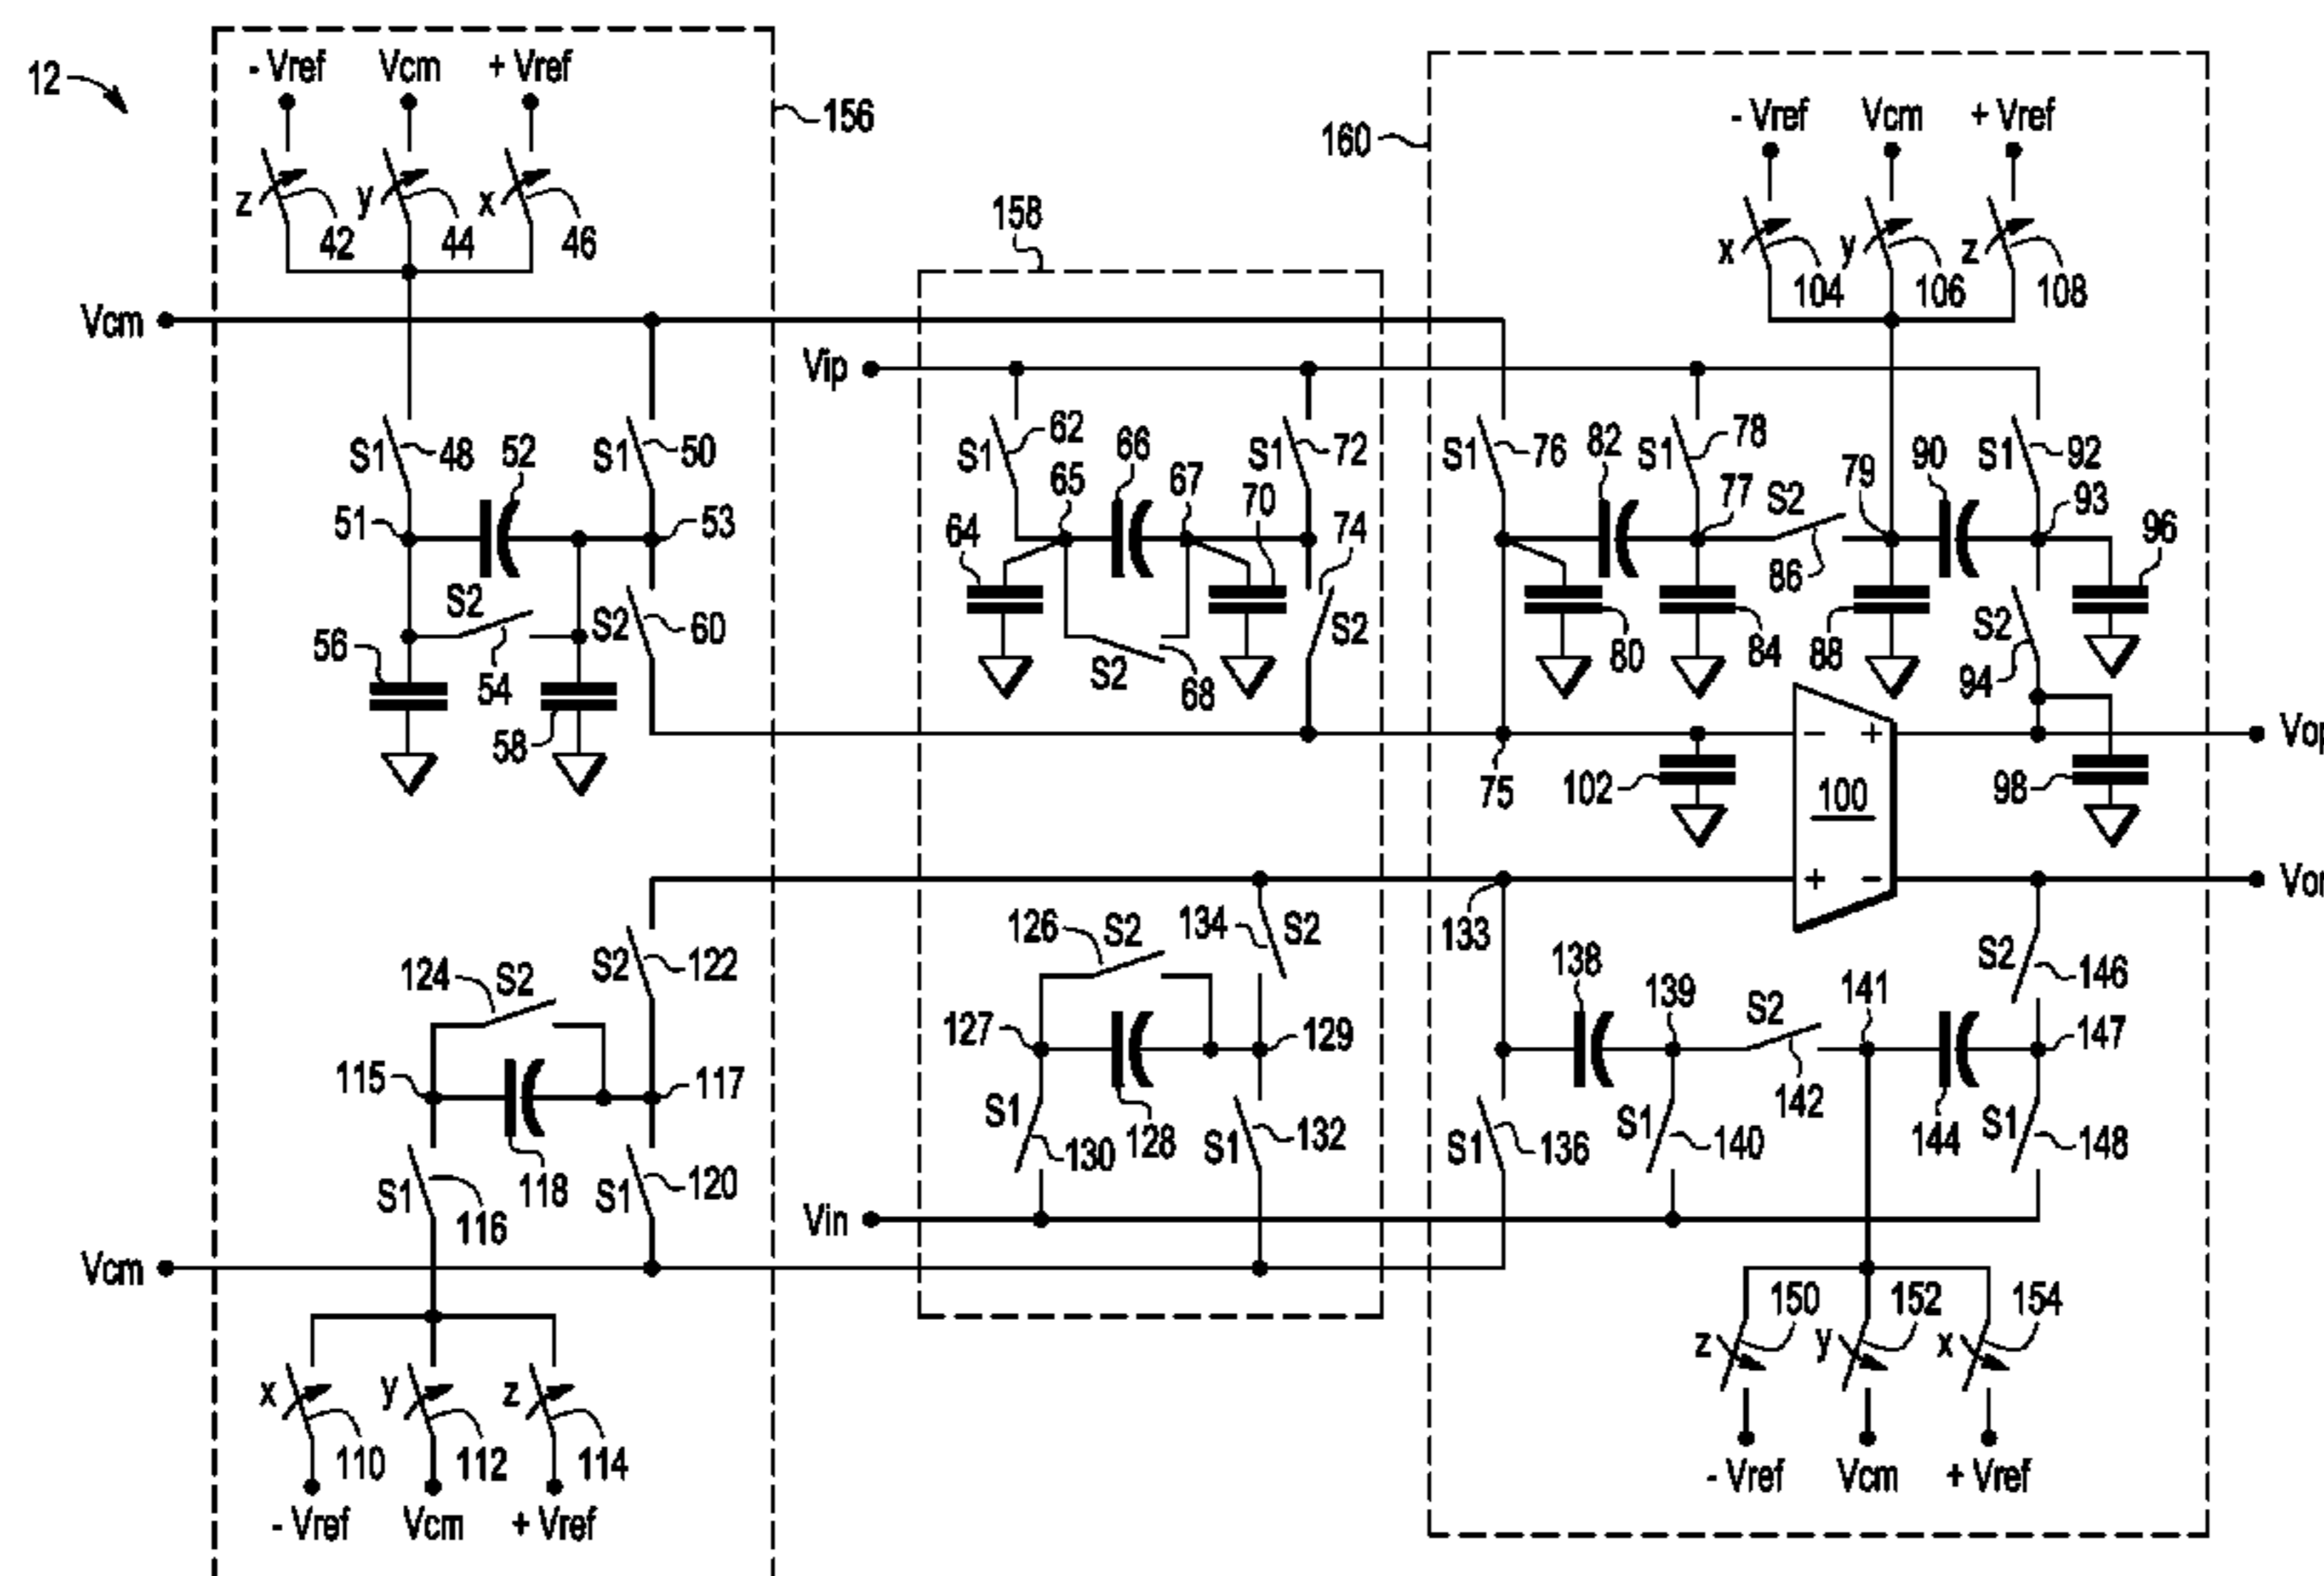 12
- Vref Vcm + Vref
156
160
- Vref Vcm + Vref
z 42 y 44 x 46
158
x 104 y 106 z 108
Vcm
Vip
S1 48 52 S1 50
S1 62 66 S1 72
S1 76 82 S1 78 79 90 S1 92
51 53
65 67 70 74
77 S2 93 96
64
S2 54 S2 60
S2 68 S2
80 84 86 88 S2 94
56 58
75 102 - + 98 Vop
100
133 + - Von
124 S2 S2 122
126 S2 134 S2
138 139 S2 141 S2 146
115 117
127 129
142 147
S1 116 118 S1 120
S1 130 128 S1 132
S1 136 S1 140 144 S1 148
Vin
Vcm
x 110 y 112 z 114
z 150 y 152 x 154
- Vref Vcm + Vref
- Vref Vcm + Vref